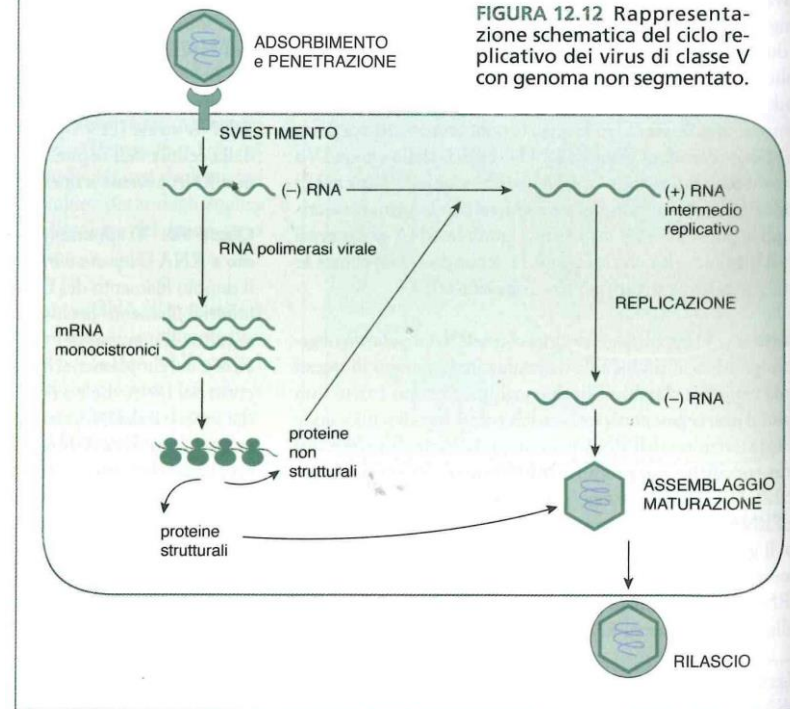 FIGURA 12.12 Rappresenta-
zione schematica del ciclo re-
plicativo dei virus di classe V
con genoma non segmentato.
ADSORBIMENTO
e PENETRAZIONE
SVESTIMENTO
(–) RNA
(+) RNA
intermedio
replicativo
RNA polimerasi virale
REPLICAZIONE
mRNA
monocistronici
(–) RNA
proteine
non
strutturali
ASSEMBLAGGIO
MATURAZIONE
proteine
strutturali
RILASCIO